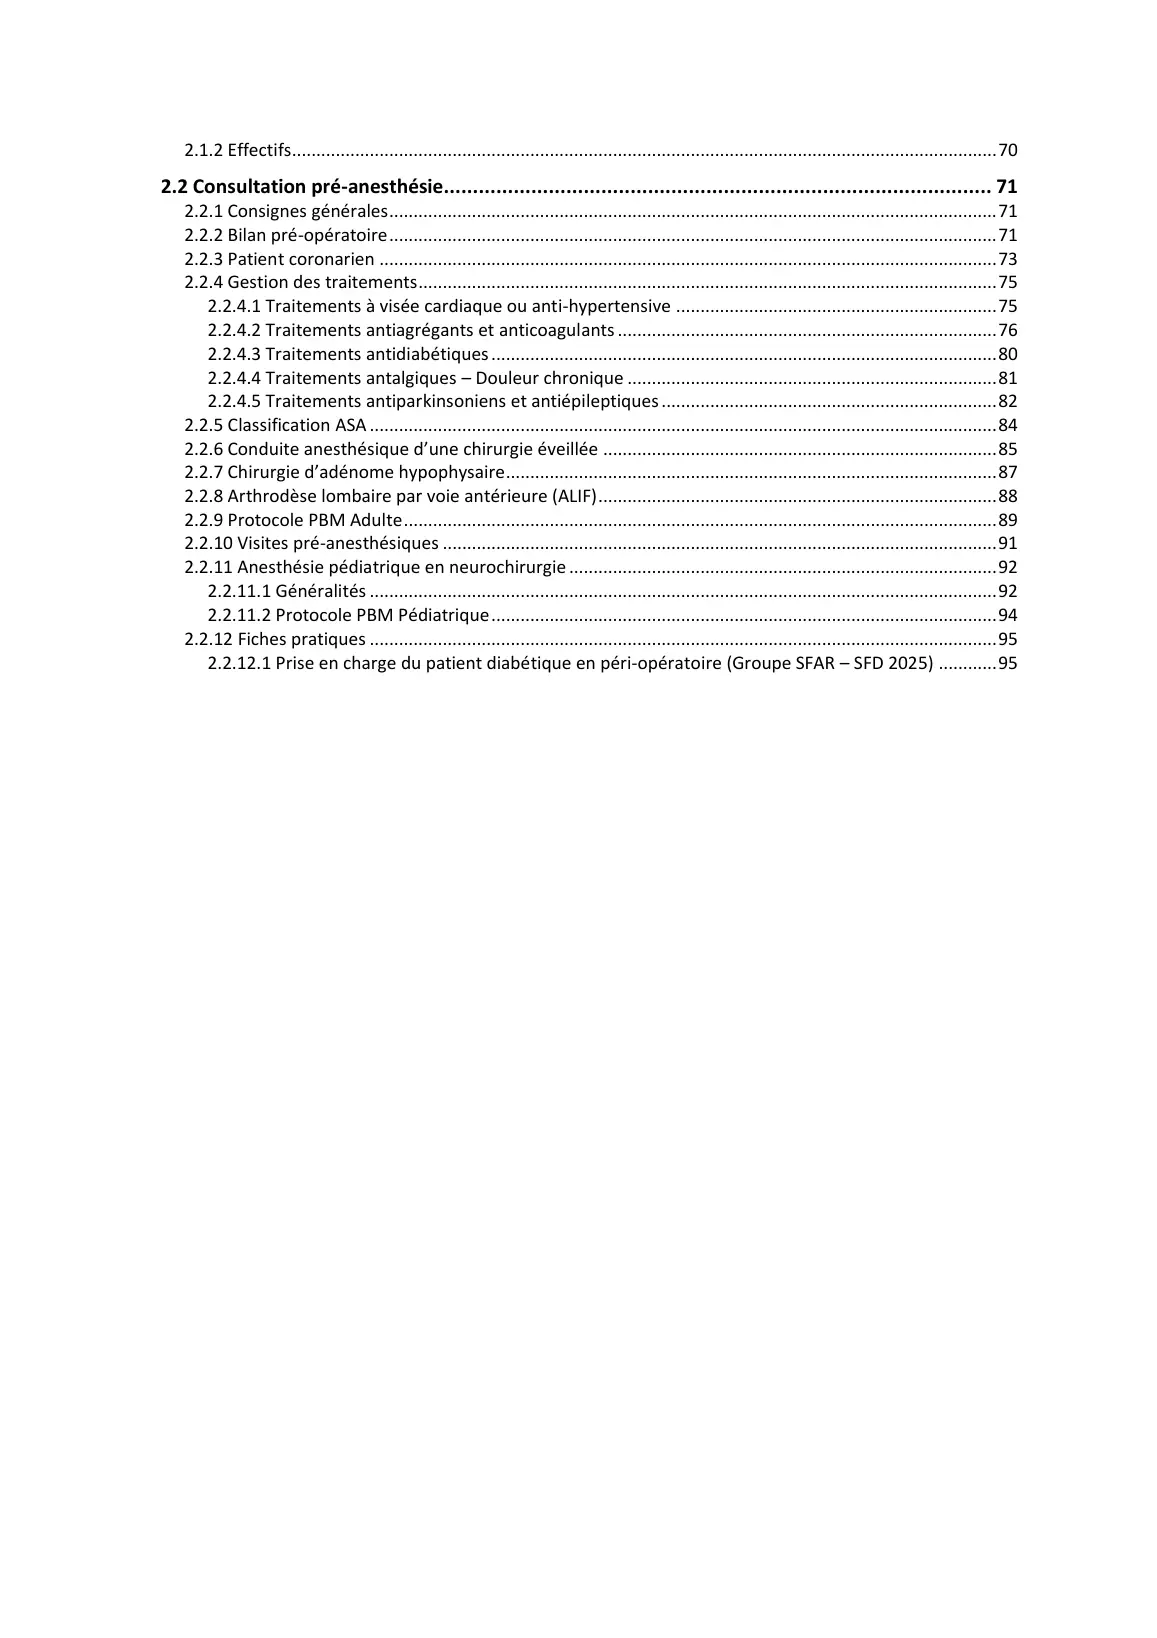 2.1.2 Effectifs....................................................................................................................................................70
2.2 Consultation pré-anesthésie.............................................................................................. 71
2.2.1 Consignes générales.............................................................................................................................71
2.2.2 Bilan pré-opératoire.............................................................................................................................71
2.2.3 Patient coronarien ...............................................................................................................................73
2.2.4 Gestion des traitements.......................................................................................................................75
2.2.4.1 Traitements à visée cardiaque ou anti-hypertensive ..................................................................75
2.2.4.2 Traitements antiagrégants et anticoagulants ..............................................................................76
2.2.4.3 Traitements antidiabétiques ........................................................................................................80
2.2.4.4 Traitements antalgiques – Douleur chronique ............................................................................81
2.2.4.5 Traitements antiparkinsoniens et antiépileptiques .....................................................................82
2.2.5 Classification ASA .................................................................................................................................84
2.2.6 Conduite anesthésique d’une chirurgie éveillée .................................................................................85
2.2.7 Chirurgie d’adénome hypophysaire.....................................................................................................87
2.2.8 Arthrodèse lombaire par voie antérieure (ALIF)..................................................................................88
2.2.9 Protocole PBM Adulte..........................................................................................................................89
2.2.10 Visites pré-anesthésiques ..................................................................................................................91
2.2.11 Anesthésie pédiatrique en neurochirurgie ........................................................................................92
2.2.11.1 Généralités .................................................................................................................................92
2.2.11.2 Protocole PBM Pédiatrique........................................................................................................94
2.2.12 Fiches pratiques .................................................................................................................................95
2.2.12.1 Prise en charge du patient diabétique en péri-opératoire (Groupe SFAR – SFD 2025) ............95